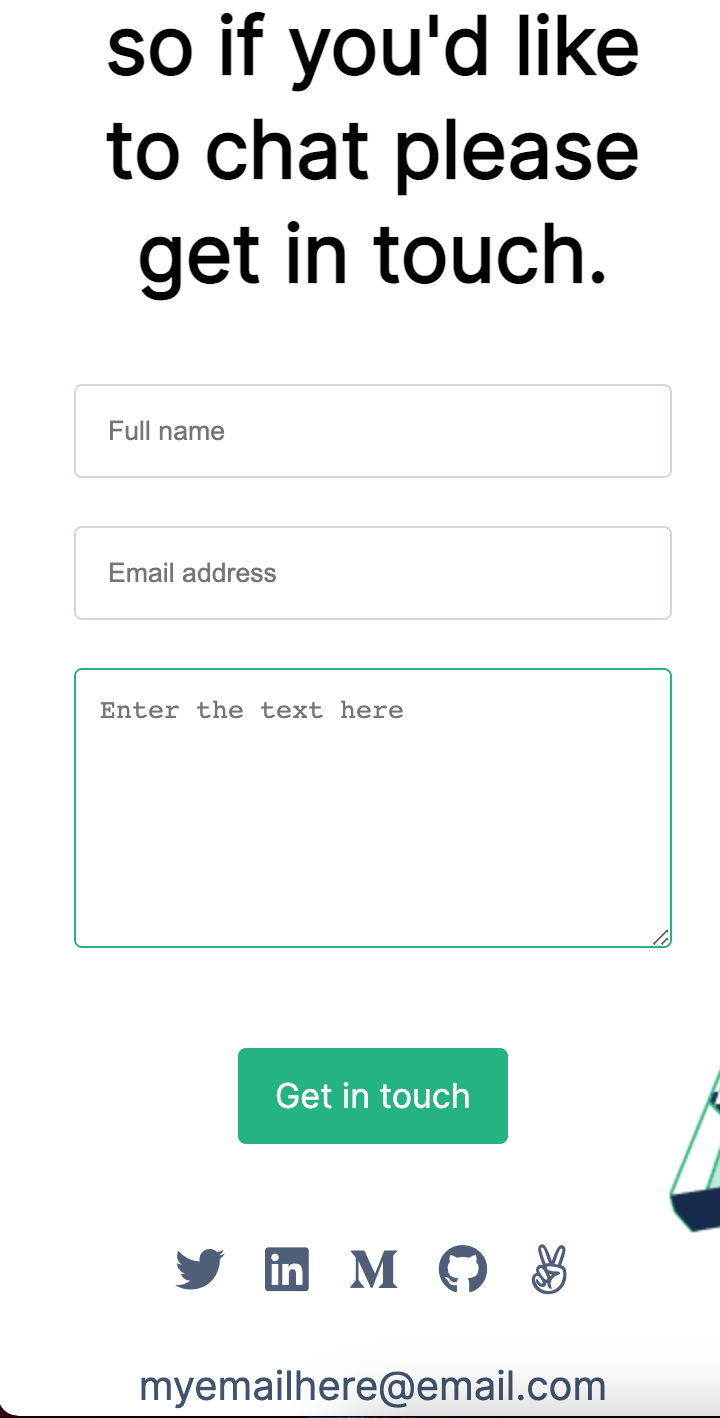 so if you'd like
to chat please
get in touch.
Full name
Email address
Enter the text here
Get in touch
myemailhere@email.com